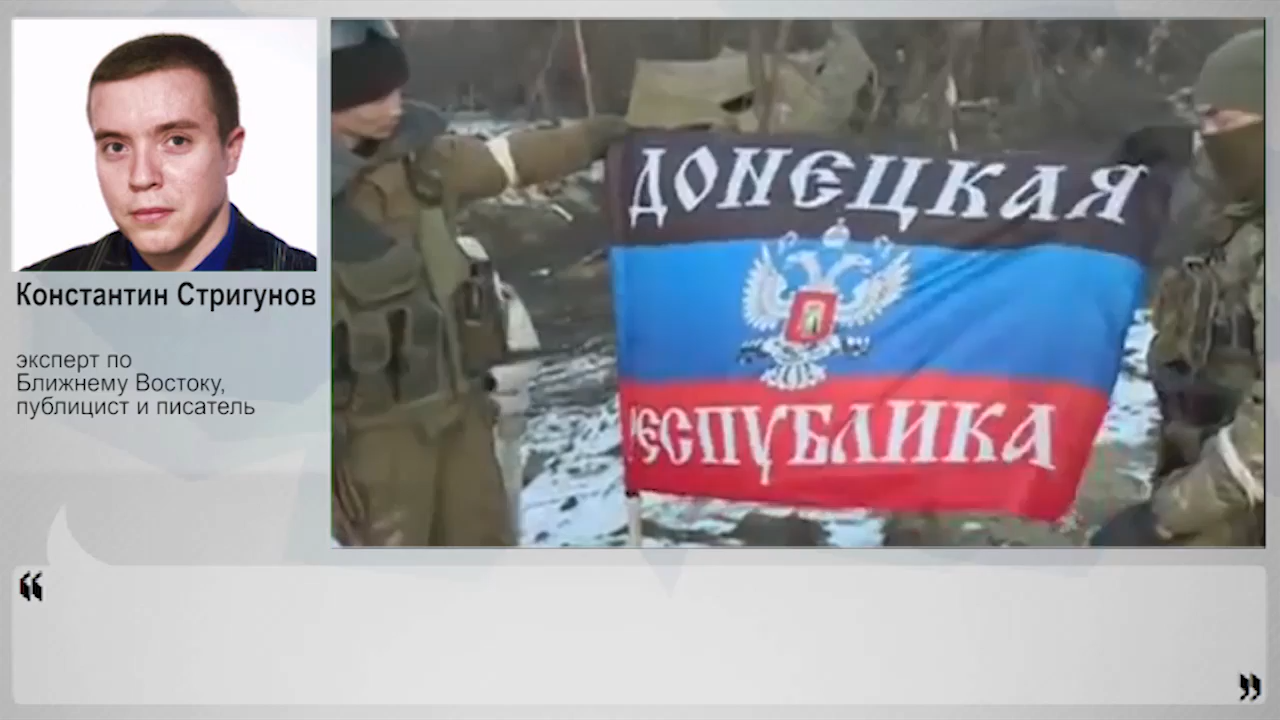 Константин Стригунов
эксперт по
Ближнему Востоку,
публицист и писатель
ДОНЕЦКАЯ
РЕСПУБЛИКА
“
”